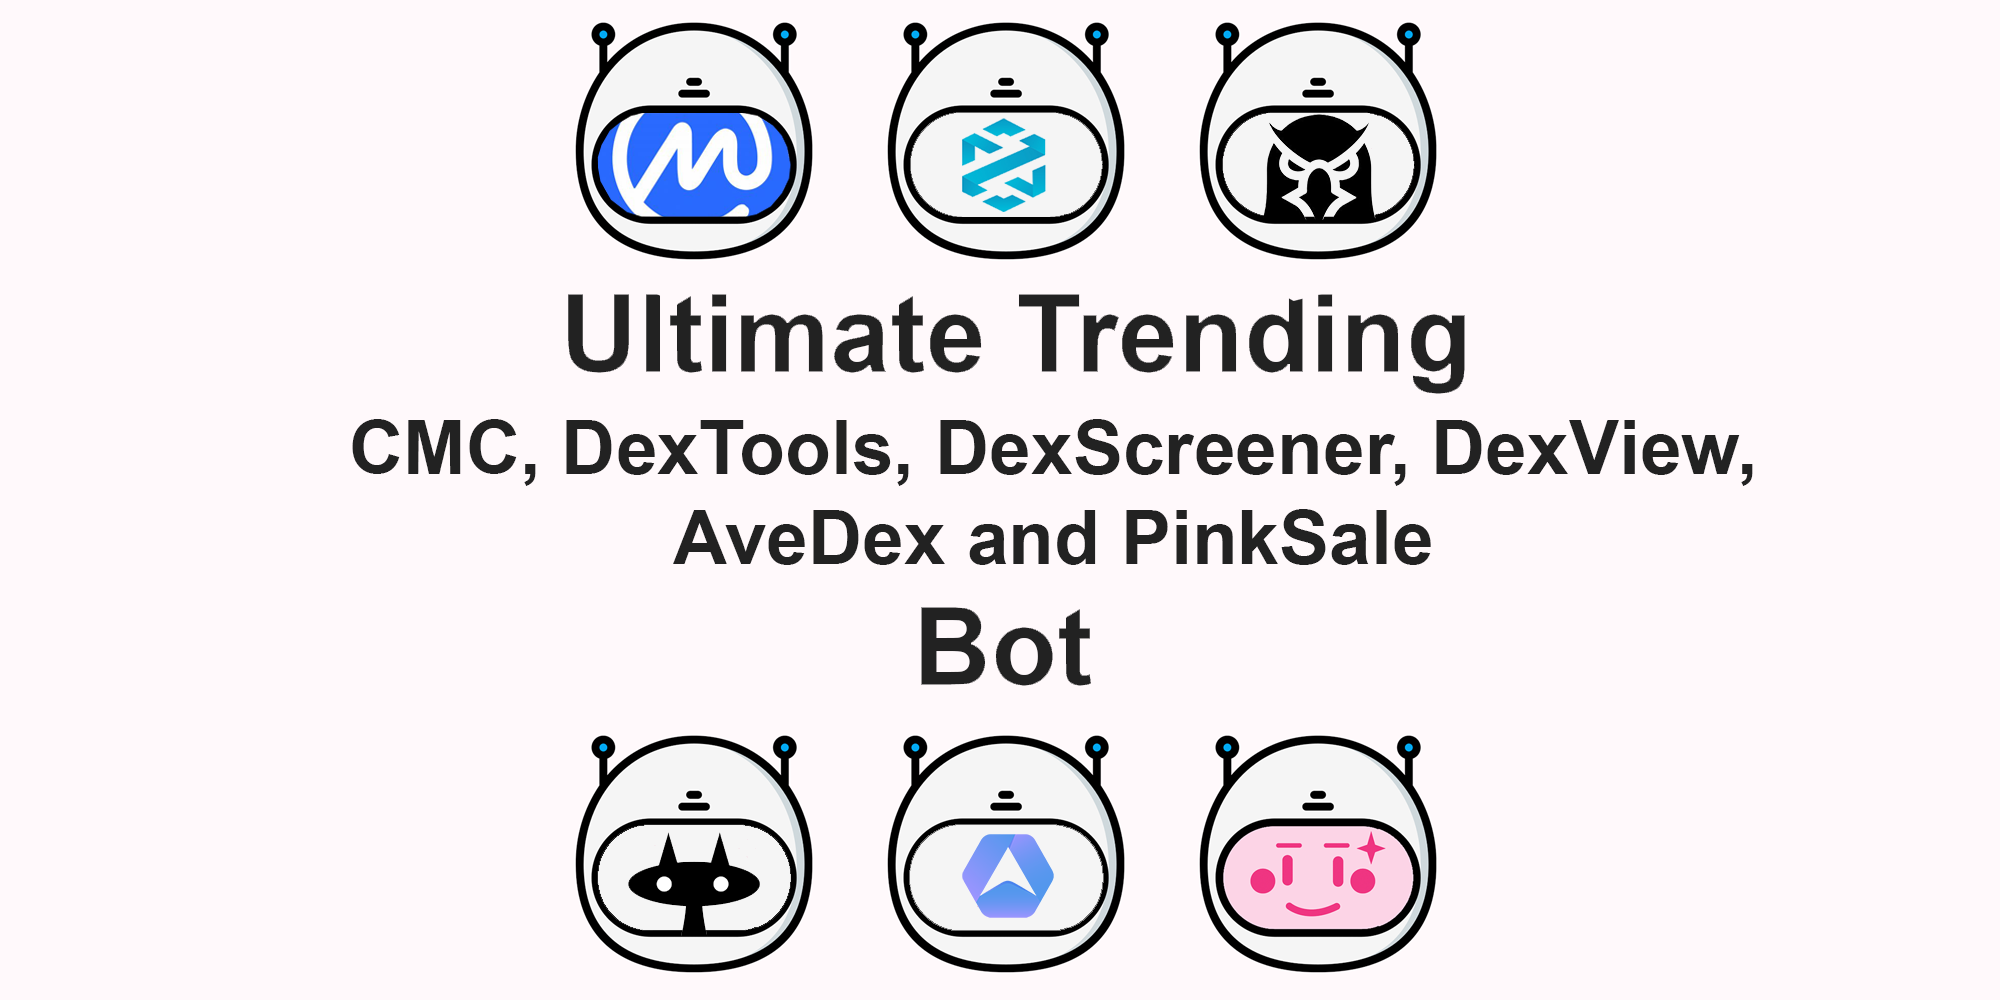 Ultimate Trending
CMC, DexTools, DexScreener, DexView,
AveDex and PinkSale
Bot